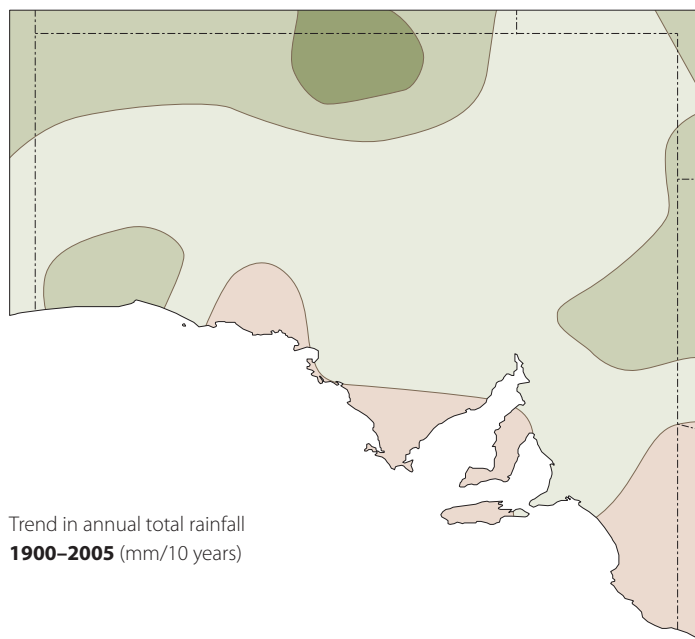 Trend in annual total rainfall
1900–2005 (mm/10 years)